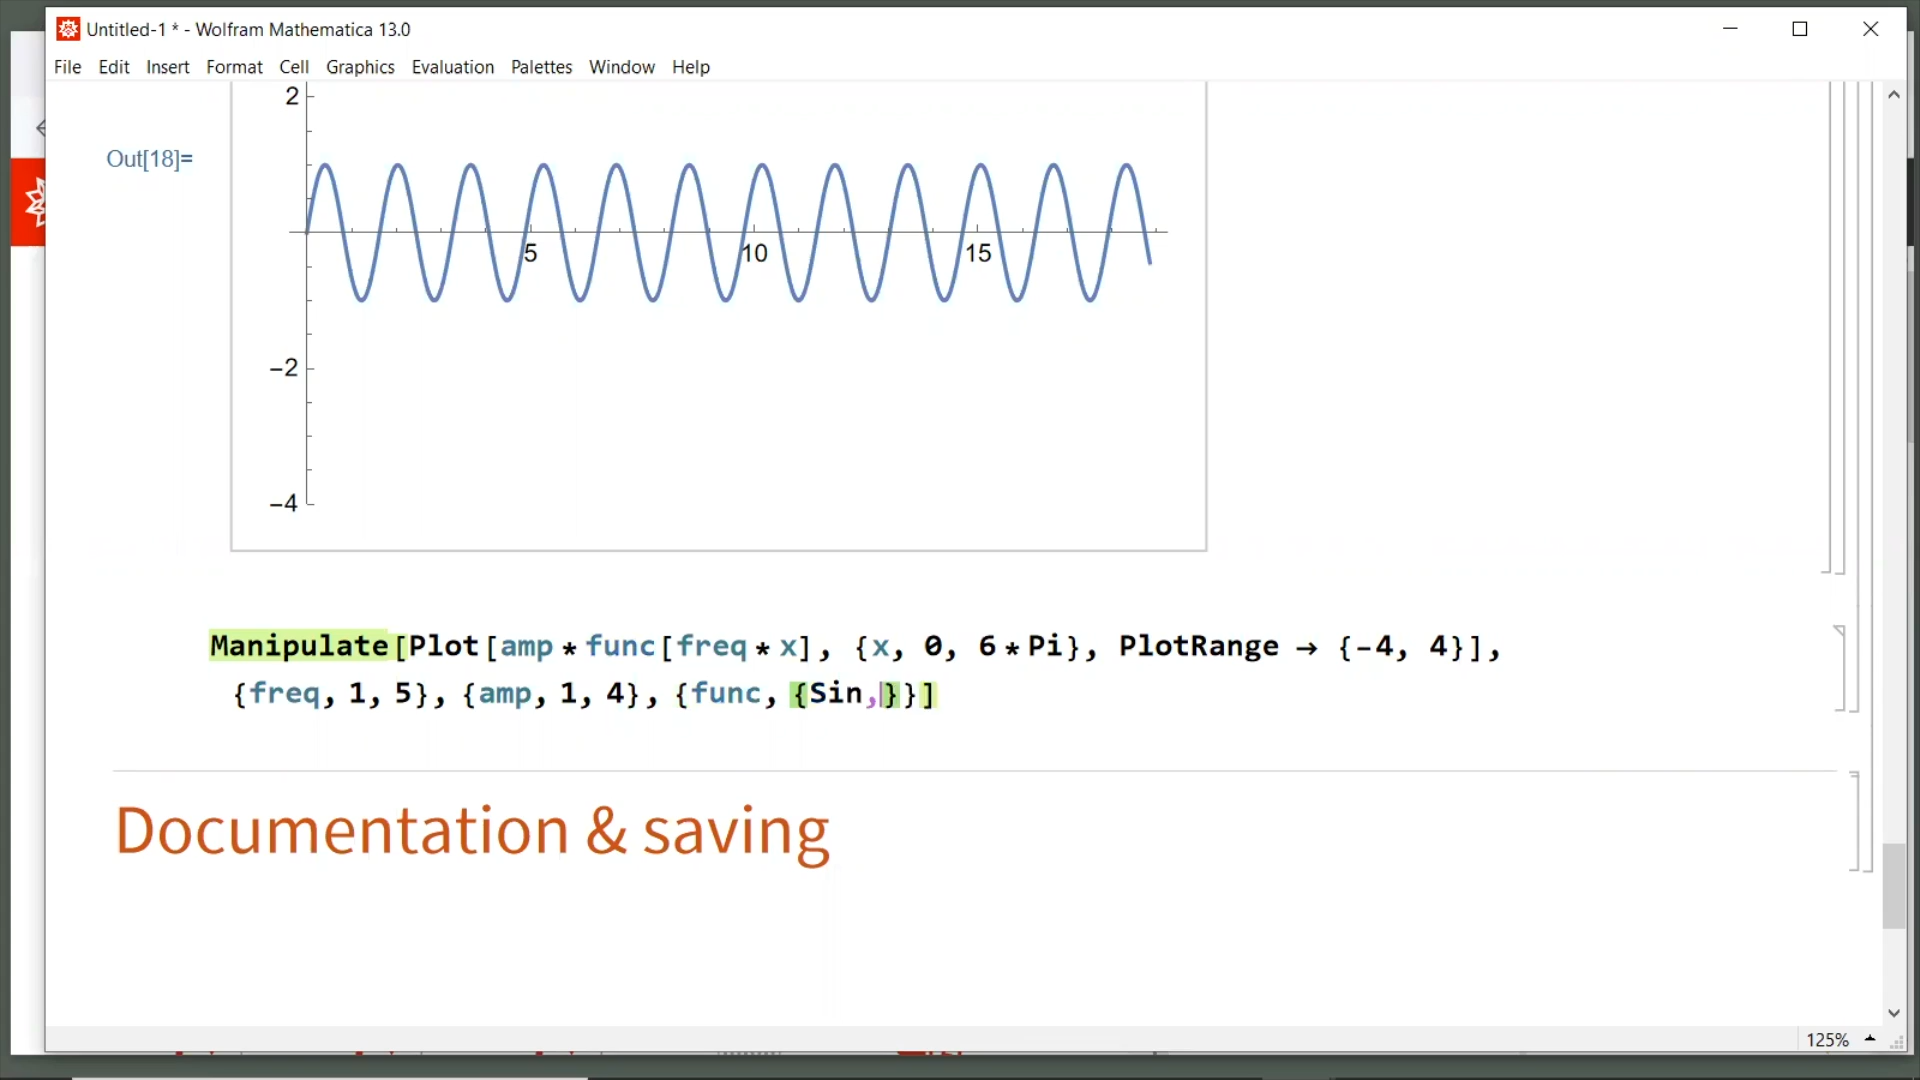 Untitled-1 * - Wolfram Mathematica 13.0
File Edit Insert Format Cell Graphics Evaluation Palettes Window Help
2
Out[18]=
5 10 15
−2
−4
Manipulate[Plot[amp * func[freq * x], {x, 0, 6 * Pi}, PlotRange → {-4, 4}],
{freq, 1, 5}, {amp, 1, 4}, {func, {Sin,}}]
Documentation & saving
125%